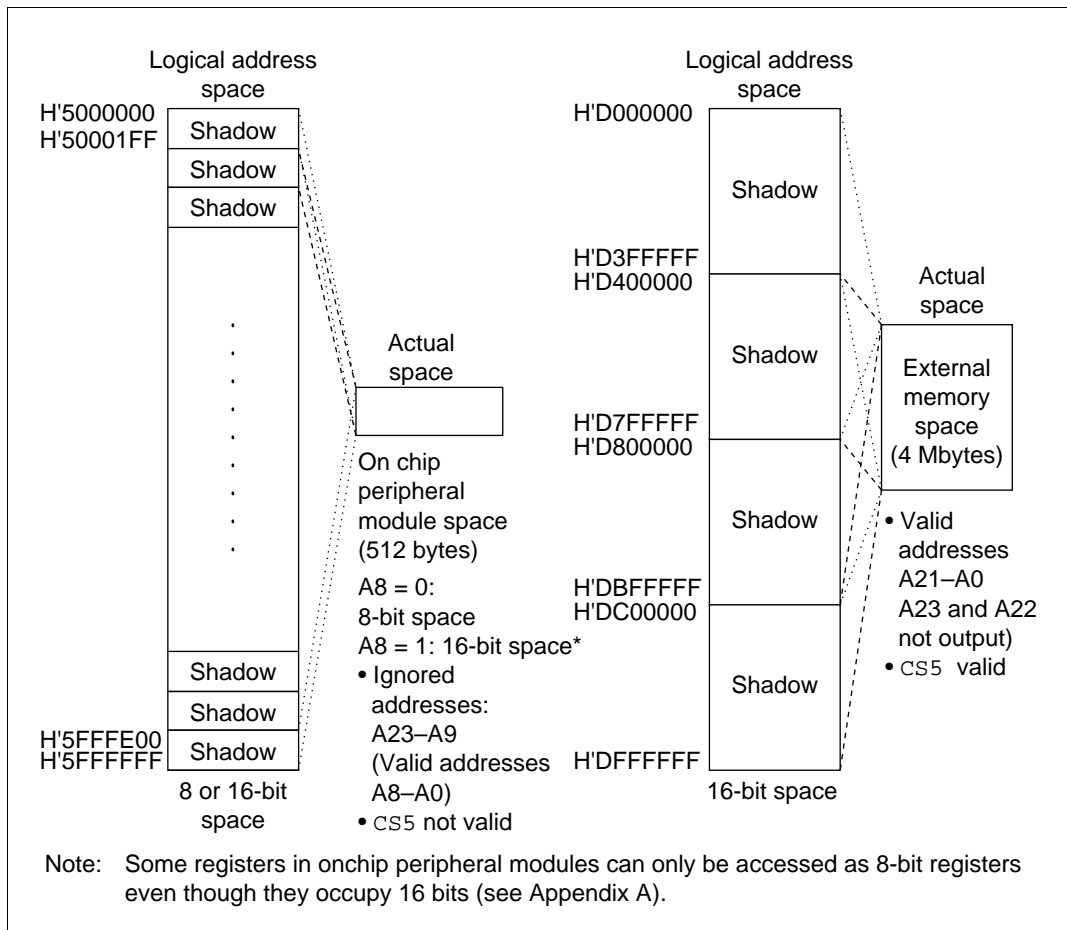 Logical address
space
H'5000000
H'50001FF
Shadow
Shadow
Shadow
Shadow
Shadow
H'5FFFE00
H'5FFFFFF
Shadow
8 or 16-bit
space
Actual
space
On chip
peripheral
module space
(512 bytes)
A8 = 0:
8-bit space
A8 = 1: 16-bit space*
• Ignored
addresses:
A23–A9
(Valid addresses
A8–A0)
• CS5 not valid
Logical address
space
H'D000000
Shadow
H'D3FFFFF
H'D400000
Shadow
H'D7FFFFF
H'D800000
Shadow
H'DBFFFFF
H'DC00000
Shadow
H'DFFFFFF
16-bit space
Actual
space
External
memory
space
(4 Mbytes)
• Valid
addresses
A21–A0
A23 and A22
not output)
• CS5 valid
Note: Some registers in onchip peripheral modules can only be accessed as 8-bit registers
even though they occupy 16 bits (see Appendix A).